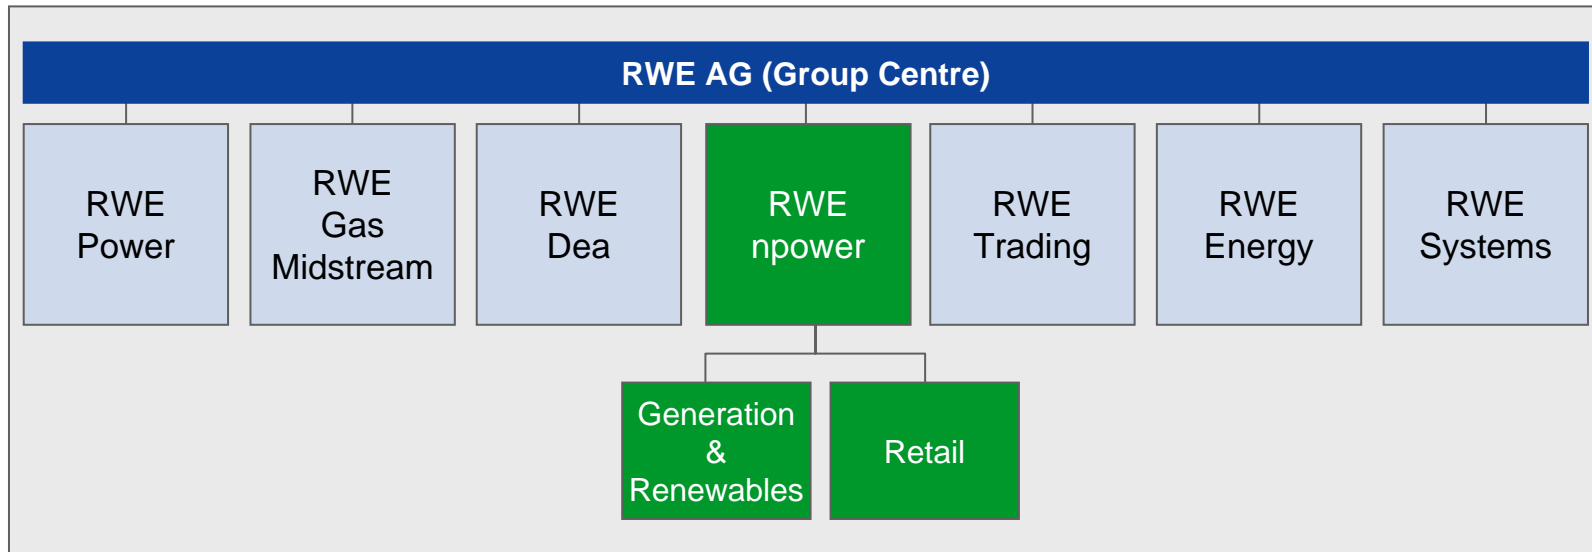 RWE AG (Group Centre)
RWE
Power
RWE
Gas
Midstream
RWE
Dea
RWE
npower
RWE
Trading
RWE
Energy
RWE
Systems
Generation
&
Renewables
Retail